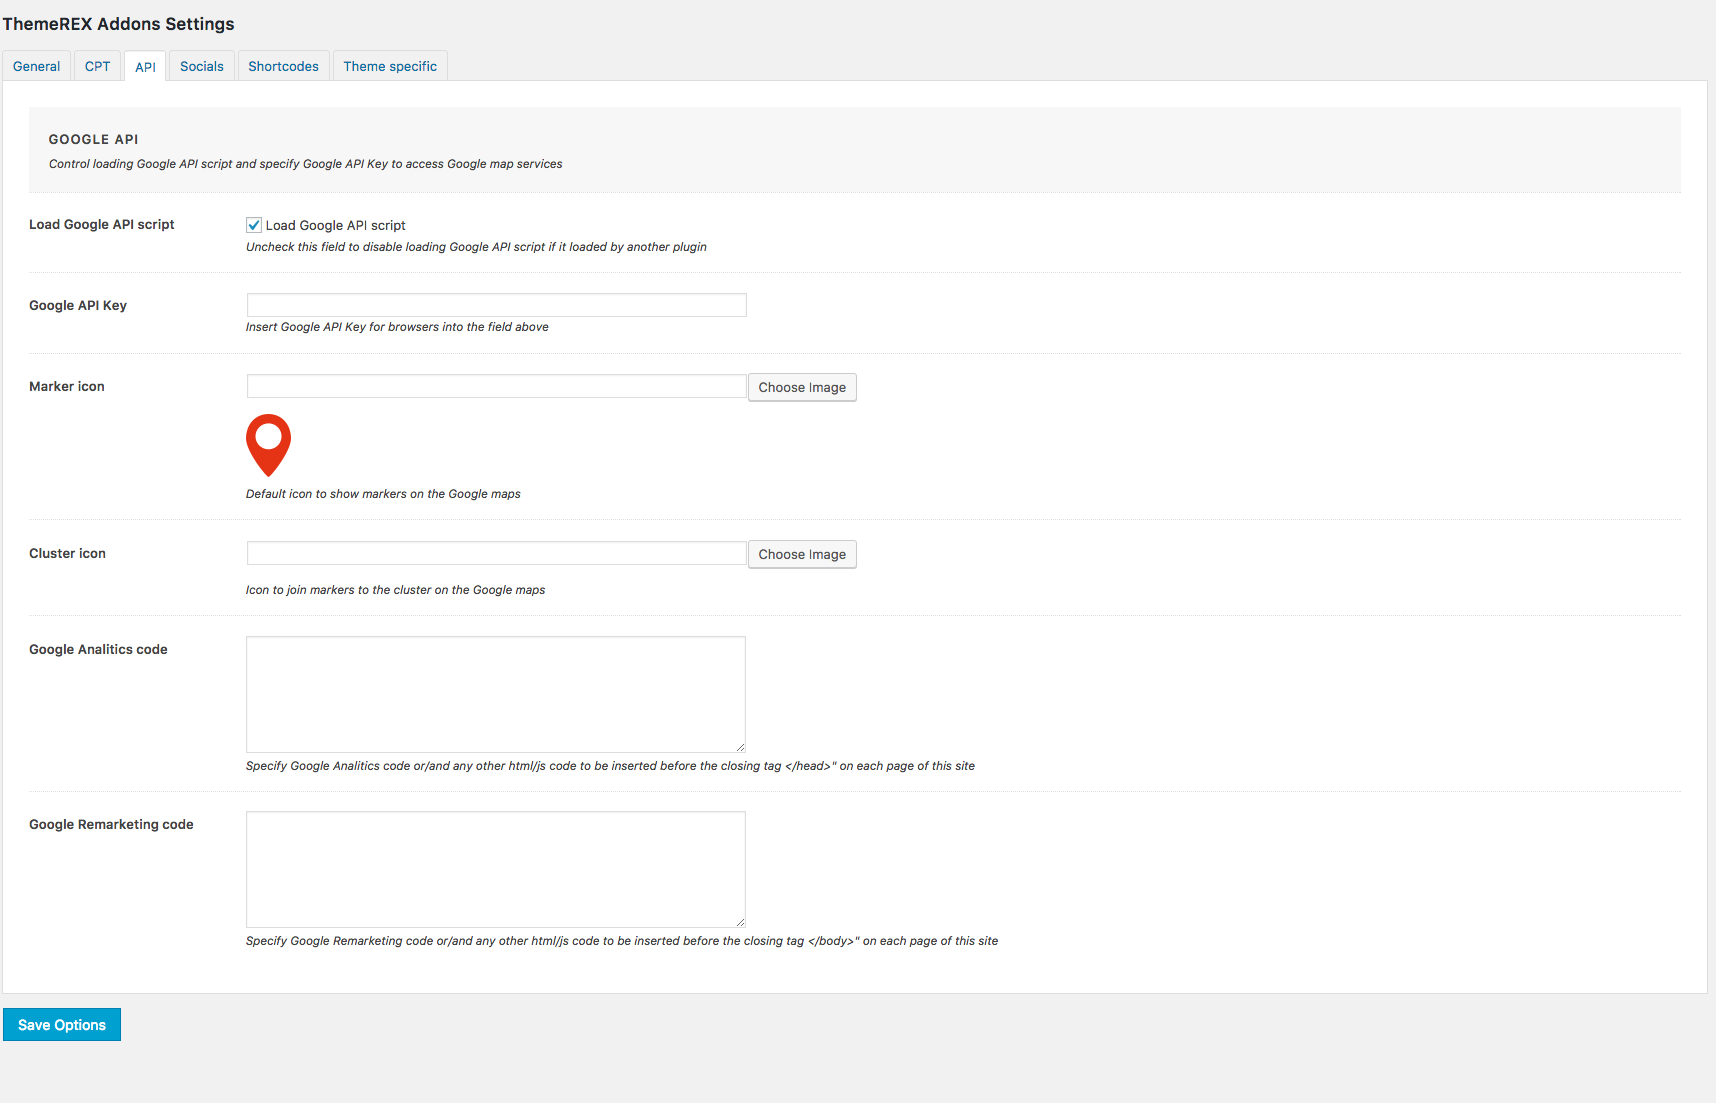 ThemeREX Addons Settings
General CPT API Socials Shortcodes Theme specific
GOOGLE API
Control loading Google API script and specify Google API Key to access Google map services
Load Google API script
Load Google API script
Uncheck this field to disable loading Google API script if it loaded by another plugin
Google API Key
Insert Google API Key for browsers into the field above
Marker icon
Choose Image
Default icon to show markers on the Google maps
Cluster icon
Choose Image
Icon to join markers to the cluster on the Google maps
Google Analitics code
Specify Google Analitics code or/and any other html/js code to be inserted before the closing tag </head>" on each page of this site
Google Remarketing code
Specify Google Remarketing code or/and any other html/js code to be inserted before the closing tag </body>" on each page of this site
Save Options